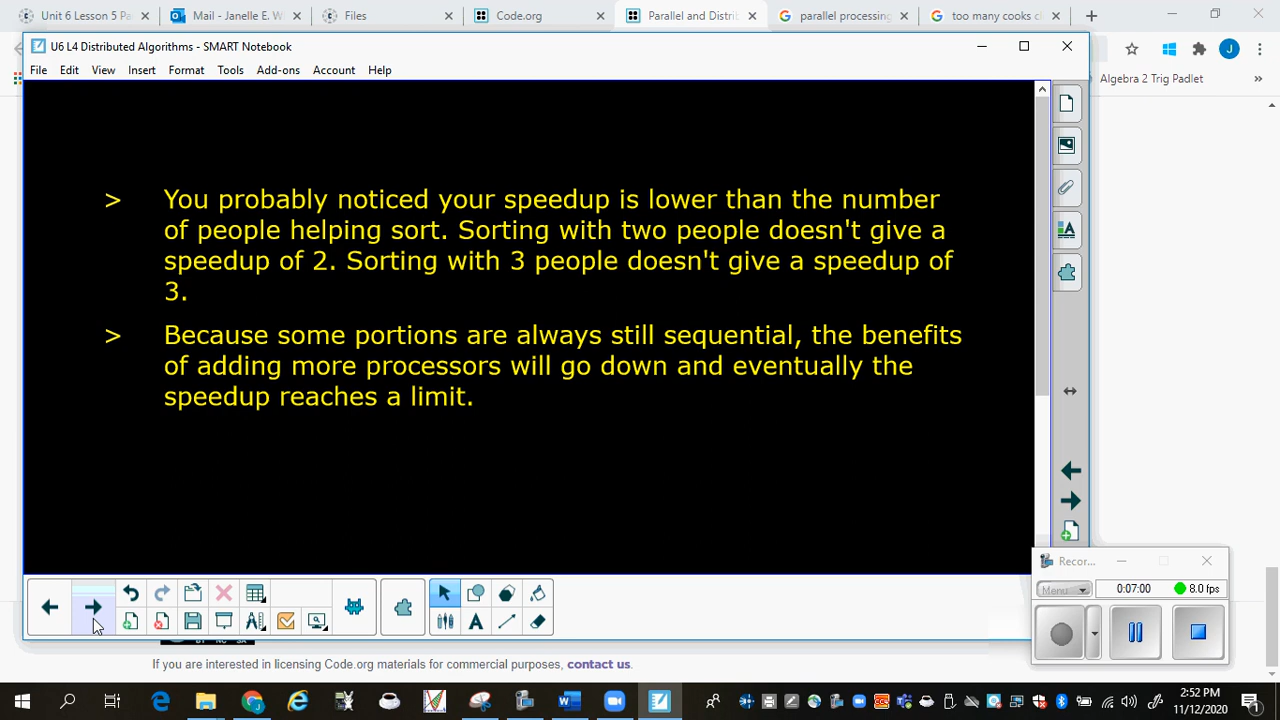 Unit 6 Lesson 5 Pa
Mail - Janelle E. W
Files
Code.org
Parallel and Distri
parallel processing
too many cooks c
U6 L4 Distributed Algorithms - SMART Notebook
J
File Edit View Insert Format Tools Add-ons Account Help
Algebra 2 Trig Padlet
»
> You probably noticed your speedup is lower than the number
of people helping sort. Sorting with two people doesn't give a
speedup of 2. Sorting with 3 people doesn't give a speedup of
3.
> Because some portions are always still sequential, the benefits
of adding more processors will go down and eventually the
speedup reaches a limit.
Recor...
Menu
0:07:00
8.0 fps
A
If you are interested in licensing Code.org materials for commercial purposes, contact us.
2:52 PM
11/12/2020